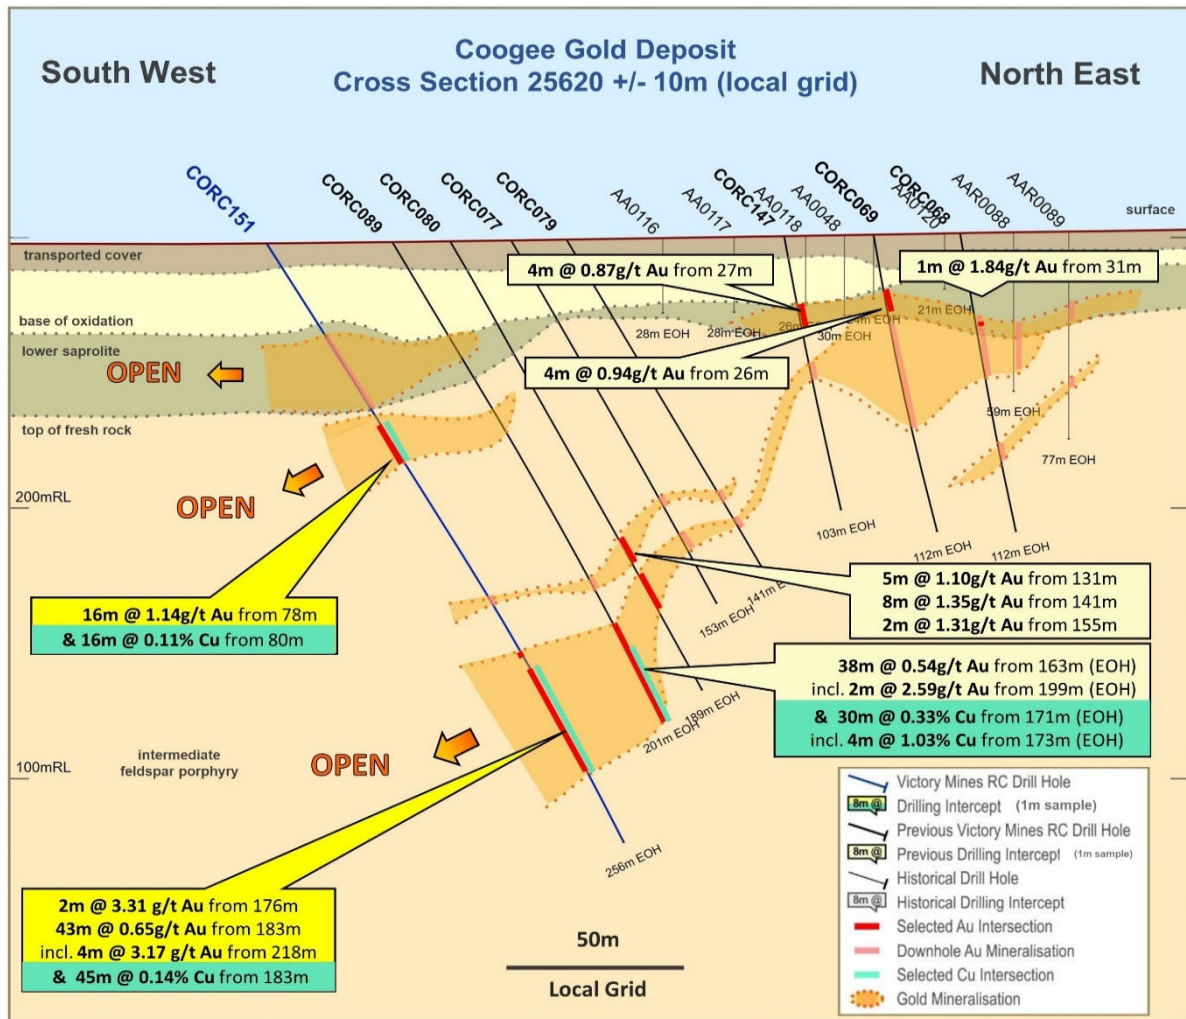 Coogee Gold Deposit
Cross Section 25620 +/- 10m (local grid)
South West
North East
CORC151
CORC089
CORC080
CORC077
CORC079
AA0116
AA0117
CORC147
AA0118
AA0048
CORC069
AA0120
CORC068
AAR0088
AAR0089
surface
transported cover
4m @ 0.87g/t Au from 27m
1m @ 1.84g/t Au from 31m
base of oxidation
28m EOH
28m EOH
26m
30m EOH
21m EOH
lower saprolite
OPEN
4m @ 0.94g/t Au from 26m
59m EOH
top of fresh rock
77m EOH
200mRL
OPEN
103m EOH
112m EOH
112m EOH
5m @ 1.10g/t Au from 131m
8m @ 1.35g/t Au from 141m
2m @ 1.31g/t Au from 155m
141m
153m EOH
16m @ 1.14g/t Au from 78m
& 16m @ 0.11% Cu from 80m
38m @ 0.54g/t Au from 163m (EOH)
incl. 2m @ 2.59g/t Au from 199m (EOH)
& 30m @ 0.33% Cu from 171m (EOH)
incl. 4m @ 1.03% Cu from 173m (EOH)
189m EOH
201m EOH
intermediate
feldspar porphyry
OPEN
100mRL
256m EOH
2m @ 3.31 g/t Au from 176m
43m @ 0.65g/t Au from 183m
incl. 4m @ 3.17 g/t Au from 218m
& 45m @ 0.14% Cu from 183m
50m
Local Grid
Victory Mines RC Drill Hole
8m @
Drilling Intercept (1m sample)
Previous Victory Mines RC Drill Hole
8m @
Previous Drilling Intercept (1m sample)
Historical Drill Hole
8m @
Historical Drilling Intercept
Selected Au Intersection
Downhole Au Mineralisation
Selected Cu Intersection
Gold Mineralisation